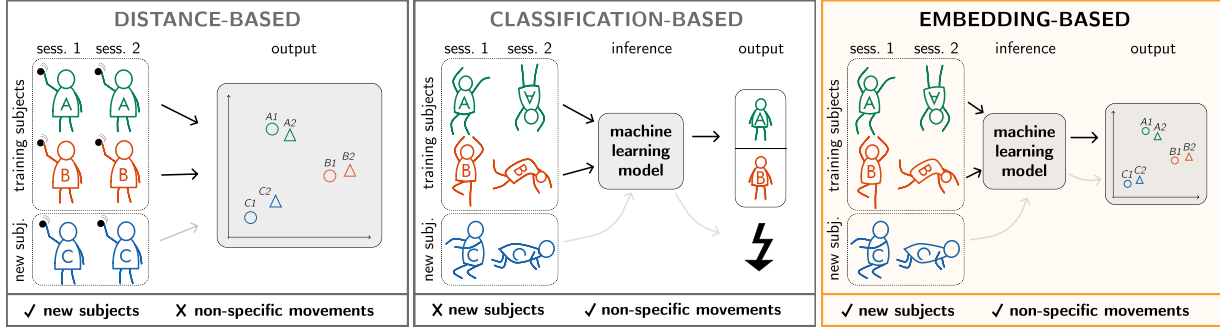 DISTANCE-BASED
sess. 1 sess. 2 output
training subjects
new subj.
A A
B B
C C
A1 A2
B1 B2
C1 C2
✓ new subjects ✗ non-specific movements
CLASSIFICATION-BASED
sess. 1 sess. 2 inference output
training subjects
new subj.
A A
B B
C C
machine
learning
model
A
B
✗ new subjects ✓ non-specific movements
EMBEDDING-BASED
sess. 1 sess. 2 inference output
training subjects
new subj.
A A
B B
C C
machine
learning
model
A1 A2
B1 B2
C1 C2
✓ new subjects ✓ non-specific movements